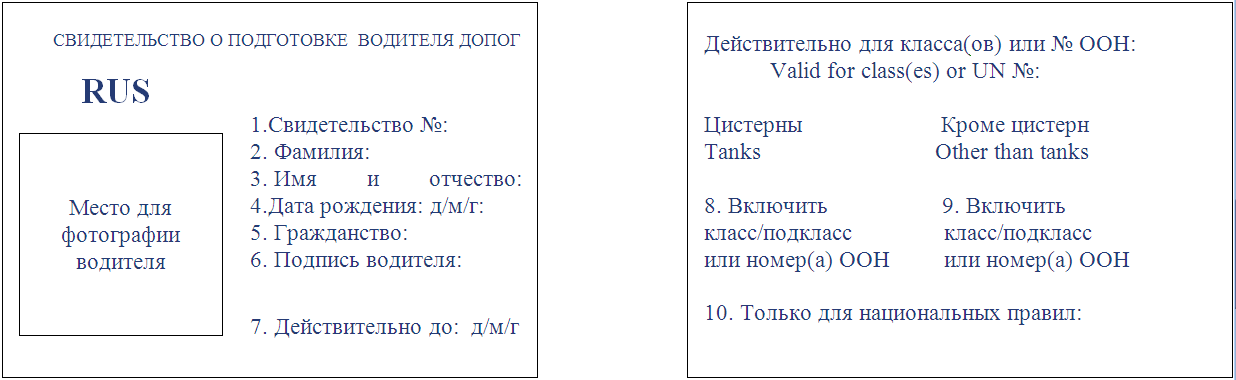 СВИДЕТЕЛЬСТВО О ПОДГОТОВКЕ ВОДИТЕЛЯ ДОПОГ
RUS
Место для
фотографии
водителя
1.Свидетельство №:
2. Фамилия:
3. Имя и отчество:
4.Дата рождения: д/м/г:
5. Гражданство:
6. Подпись водителя:
7. Действительно до: д/м/г
Действительно для класса(ов) или № ООН:
Valid for class(es) or UN №:
Цистерны
Tanks
Кроме цистерн
Other than tanks
8. Включить
класс/подкласс
или номер(а) ООН
9. Включить
класс/подкласс
или номер(а) ООН
10. Только для национальных правил: